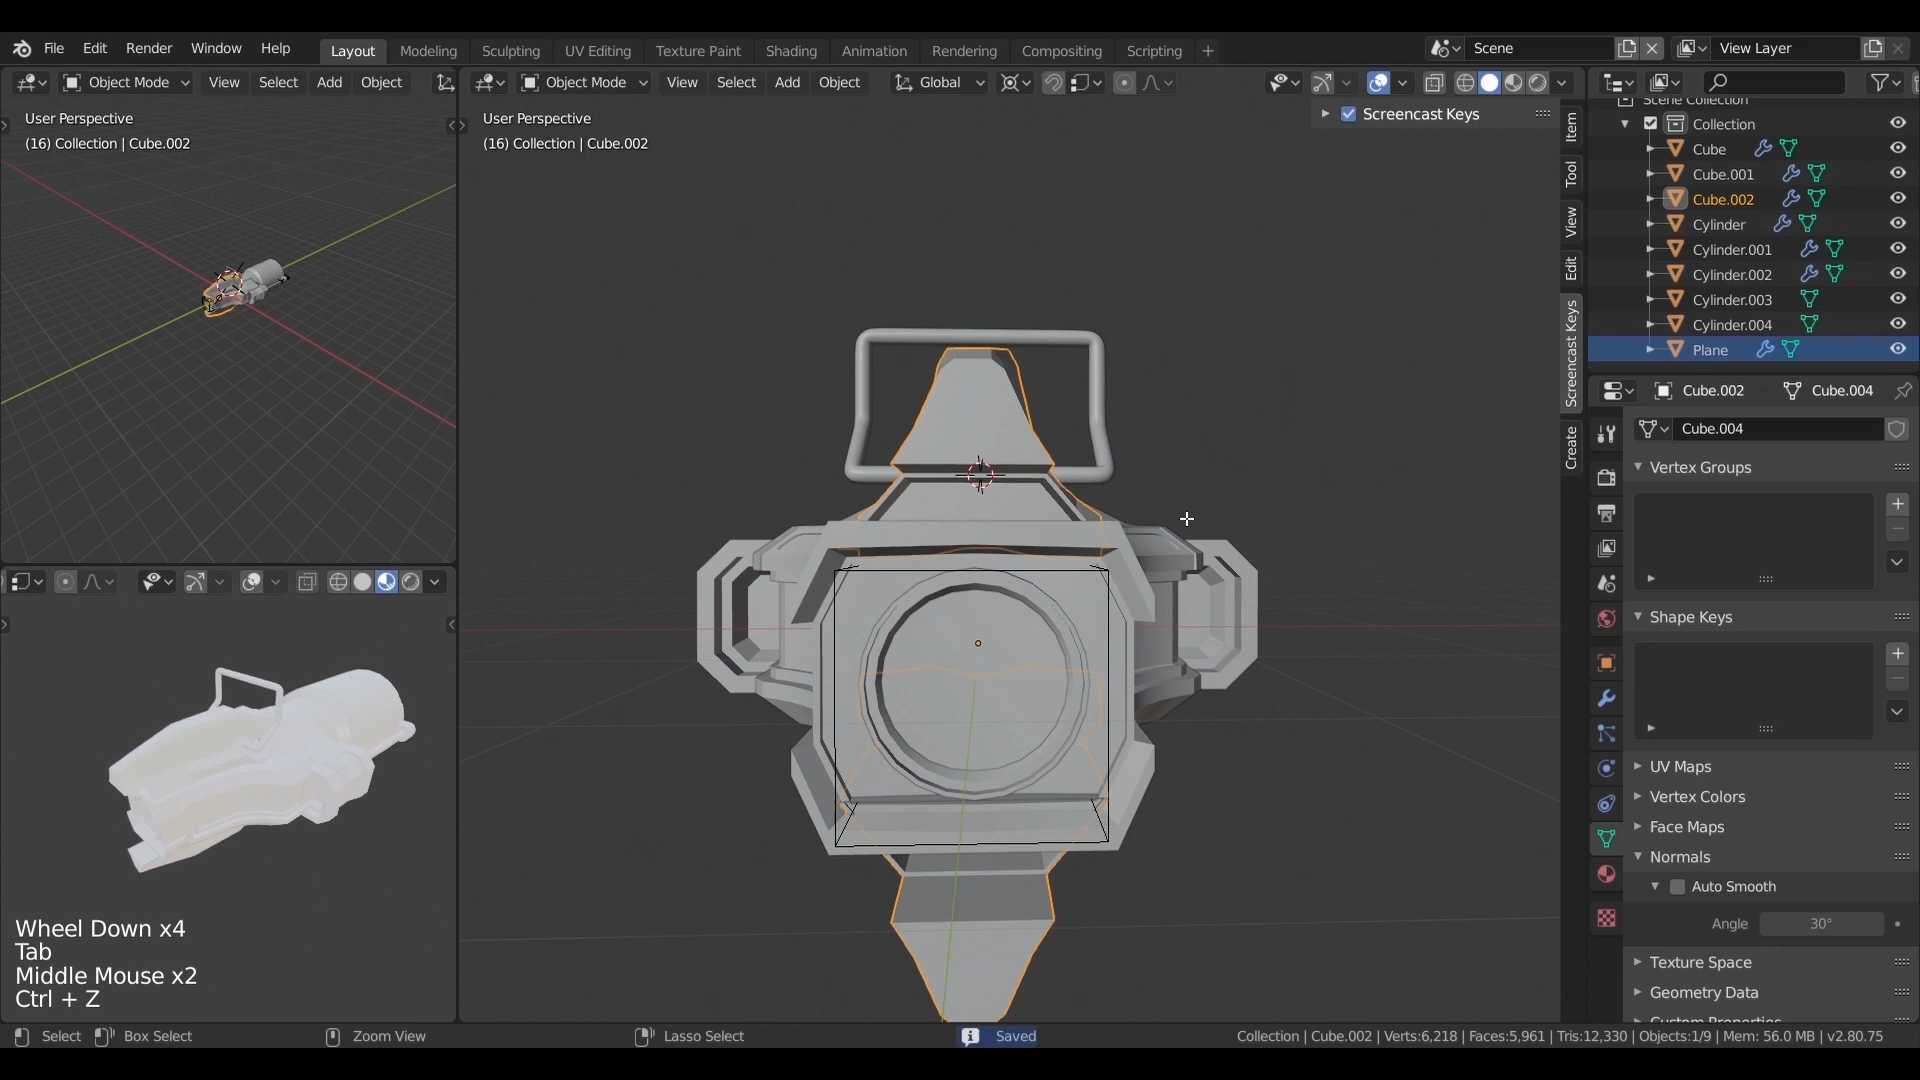 File Edit Render Window Help Layout Modeling Sculpting UV Editing Texture Paint Shading Animation Rendering Compositing Scripting + Scene View Layer
Object Mode View Select Add Object
Object Mode View Select Add Object Global
User Perspective
(16) Collection | Cube.002
User Perspective
(16) Collection | Cube.002
Screencast Keys
Item
Tool
View
Edit
Screencast Keys
Create
Scene Collection
Collection
Cube
Cube.001
Cube.002
Cylinder
Cylinder.001
Cylinder.002
Cylinder.003
Cylinder.004
Plane
Cube.002 Cube.004
Cube.004
Vertex Groups
Shape Keys
UV Maps
Vertex Colors
Face Maps
Normals
Auto Smooth
Angle 30°
Texture Space
Geometry Data
Custom Properties
Wheel Down x4
Tab
Middle Mouse x2
Ctrl + Z
Select Box Select Zoom View Lasso Select Saved Collection | Cube.002 | Verts:6,218 | Faces:5,961 | Tris:12,330 | Objects:1/9 | Mem: 56.0 MB | v2.80.75